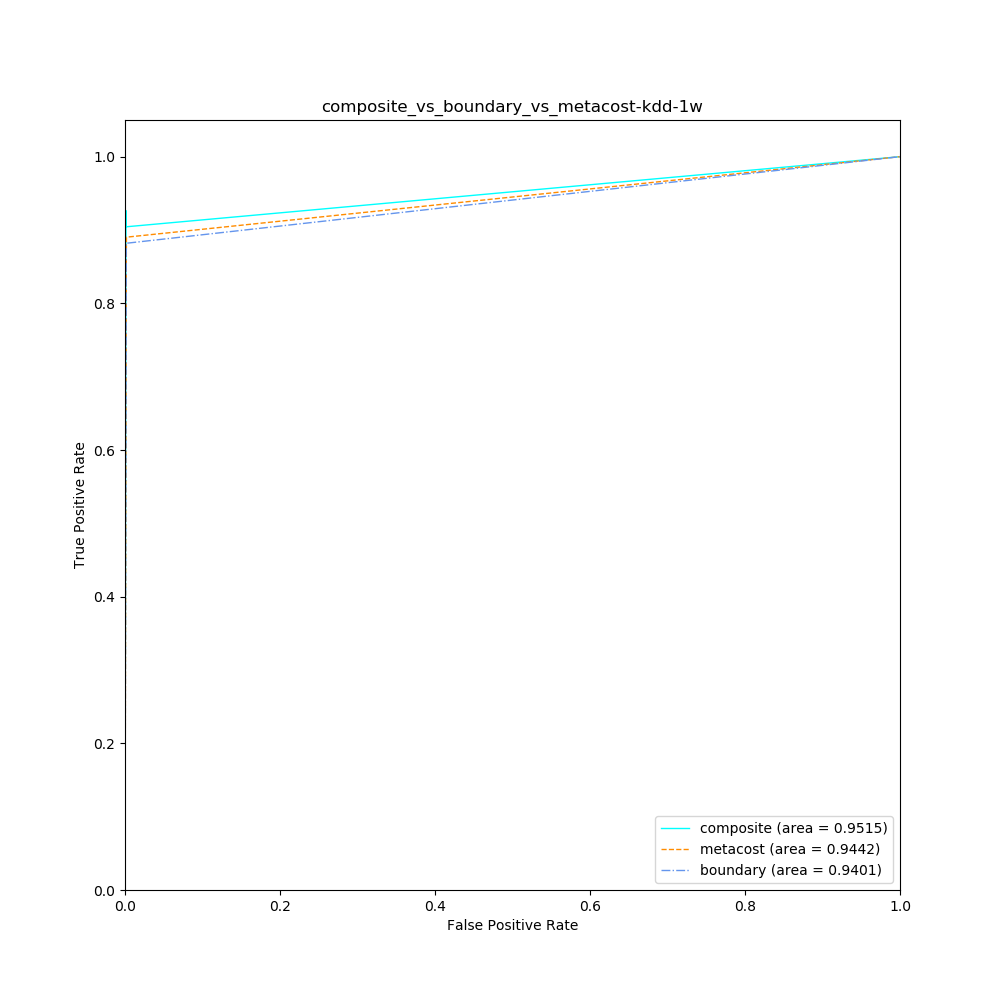 composite_vs_boundary_vs_metacost-kdd-1w
1.0
0.8
0.6
0.4
0.2
0.0
True Positive Rate
0.0 0.2 0.4 0.6 0.8 1.0
False Positive Rate
composite (area = 0.9515)
metacost (area = 0.9442)
boundary (area = 0.9401)